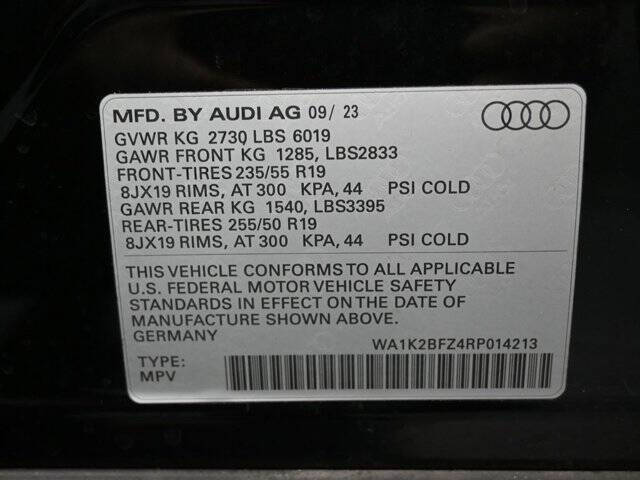 MFD. BY AUDI AG 09/ 23
GVWR KG 2730 LBS 6019
GAWR FRONT KG 1285, LBS2833
FRONT-TIRES 235/55 R19
8JX19 RIMS, AT 300 KPA, 44 PSI COLD
GAWR REAR KG 1540, LBS3395
REAR-TIRES 255/50 R19
8JX19 RIMS, AT 300 KPA, 44 PSI COLD
THIS VEHICLE CONFORMS TO ALL APPLICABLE
U.S. FEDERAL MOTOR VEHICLE SAFETY
STANDARDS IN EFFECT ON THE DATE OF
MANUFACTURE SHOWN ABOVE.
GERMANY
WA1K2BFZ4RP014213
TYPE:
MPV